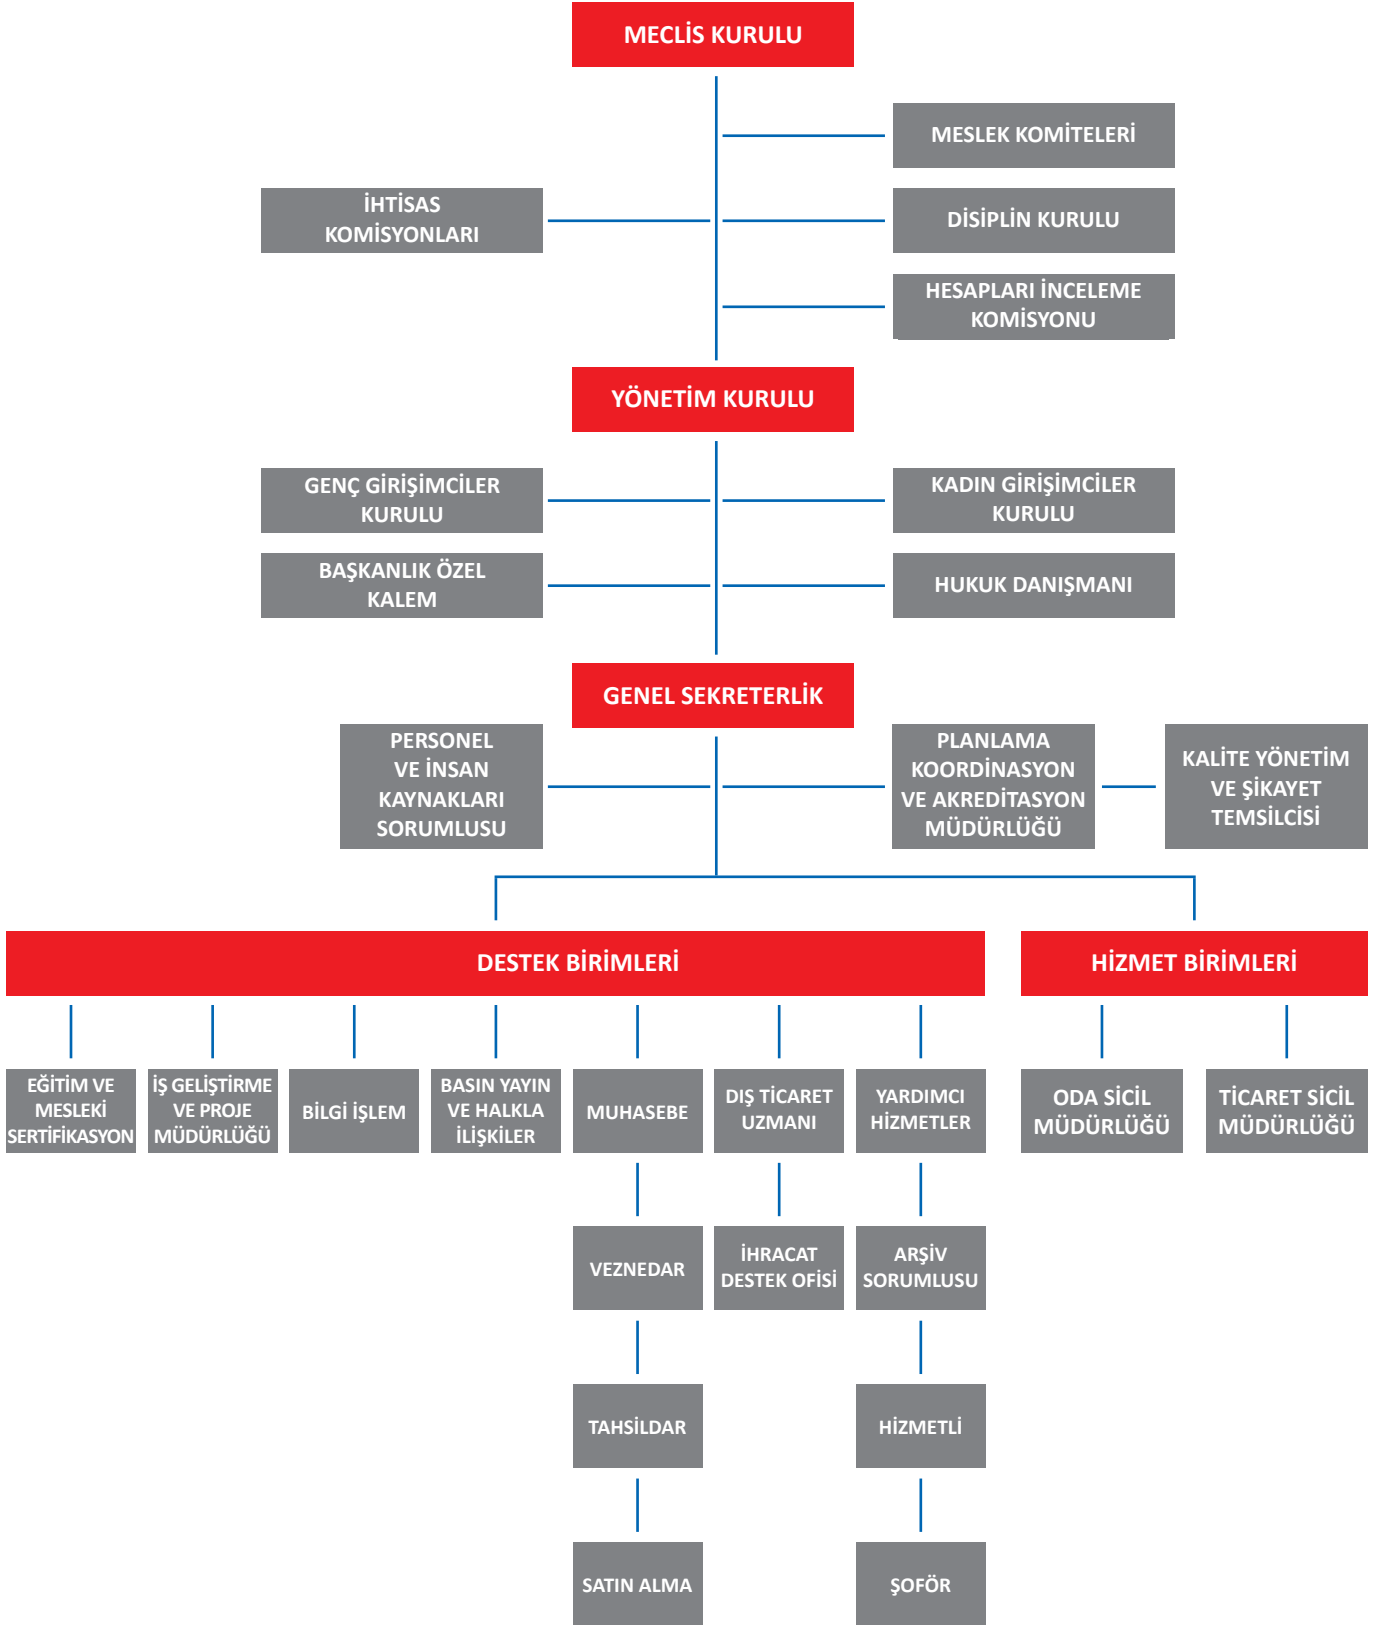 MECLİS KURULU
MESLEK KOMİTELERİ
İHTİSAS
KOMİSYONLARI
DİSİPLİN KURULU
HESAPLARI İNCELEME
KOMİSYONU
YÖNETİM KURULU
GENÇ GİRİŞİMCİLER
KURULU
KADIN GİRİŞİMCİLER
KURULU
BAŞKANLIK ÖZEL
KALEM
HUKUK DANIŞMANI
GENEL SEKRETERLİK
PERSONEL
VE İNSAN
KAYNAKLARI
SORUMLUSU
PLANLAMA
KOORDİNASYON
VE AKREDİTASYON
MÜDÜRLÜĞÜ
KALİTE YÖNETİM
VE ŞİKAYET
TEMSİLCİSİ
DESTEK BİRİMLERİ
HİZMET BİRİMLERİ
EĞİTİM VE
MESLEKİ
SERTİFİKASYON
İŞ GELİŞTİRME
VE PROJE
MÜDÜRLÜĞÜ
BİLGİ İŞLEM
BASIN YAYIN
VE HALKLA
İLİŞKİLER
MUHASEBE
DIŞ TİCARET
UZMANI
YARDIMCI
HİZMETLER
ODA SİCİL
MÜDÜRLÜĞÜ
TİCARET SİCİL
MÜDÜRLÜĞÜ
VEZNEDAR
İHRACAT
DESTEK OFİSİ
ARŞİV
SORUMLUSU
TAHSİLDAR
HİZMETLİ
SATIN ALMA
ŞOFÖR